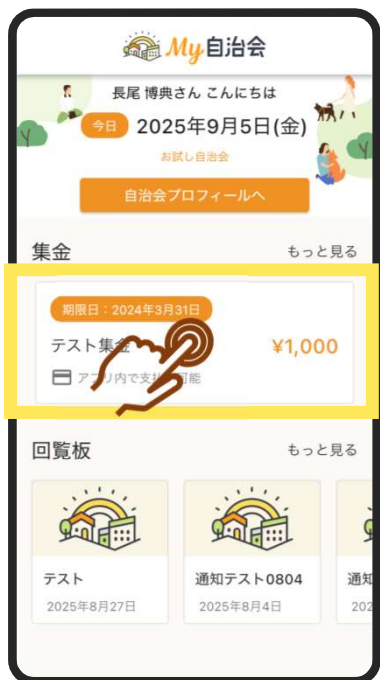 My自治会
長尾 博典さん こんにちは
今日 2025年9月5日(金)
お試し自治会
自治会プロフィールへ
集金 もっと見る
期限日：2024年3月31日
テスト集金 ¥1,000
アプリ内で支払 可能
回覧板 もっと見る
テスト 通知テスト0804 通知
2025年8月27日 2025年8月4日 202